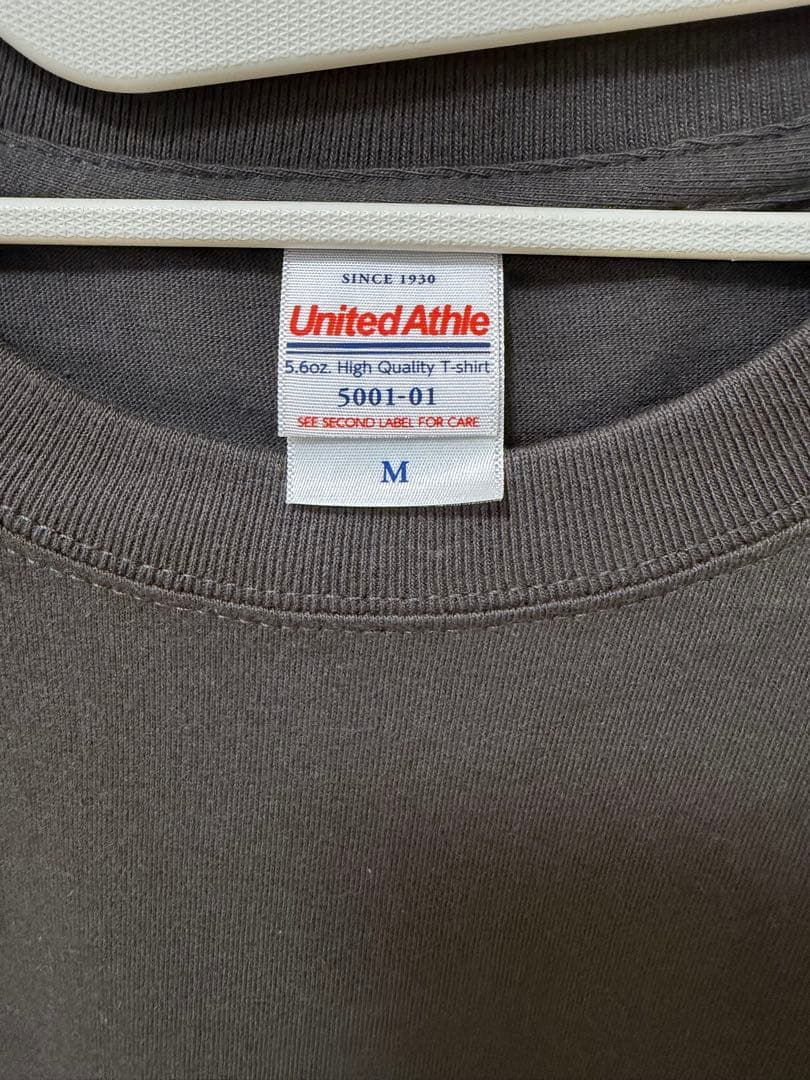 SINCE 1930
United Athle
5.6oz. High Quality T-shirt
5001-01
SEE SECOND LABEL FOR CARE
M